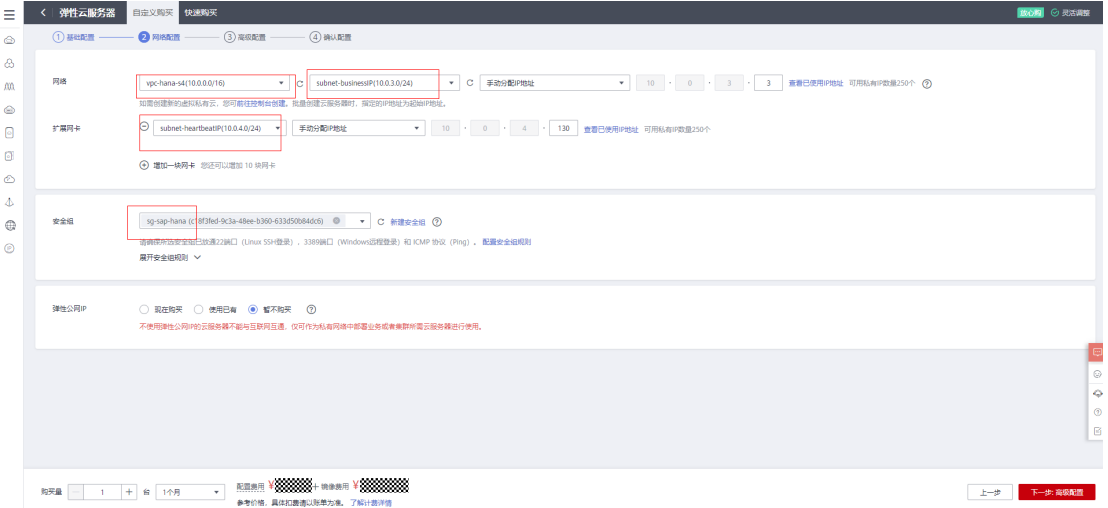 弹性云服务器 自定义购买 快速购买 放心购 灵活调整
1 基础配置 2 网络配置 3 高级配置 4 确认配置
网络 vpc-hana-s4(10.0.0.0/16) subnet-businessIP(10.0.3.0/24) 手动分配IP地址 10 · 0 · 3 · 3 查看已使用IP地址 可用私有IP数量250个
如需创建新的虚拟私有云，您可前往控制台创建。批量创建云服务器时，指定的IP地址为起始IP地址。
扩展网卡 subnet-heartbeatIP(10.0.4.0/24) 手动分配IP地址 10 · 0 · 4 · 130 查看已使用IP地址 可用私有IP数量250个
增加一块网卡 您还可以增加 10 块网卡
安全组 sg-sap-hana (c18f3fed-9c3a-48ee-b360-633d50b84dc6) 新建安全组
请确保所选安全组已放通22端口（Linux SSH登录），3389端口（Windows远程登录）和 ICMP 协议（Ping）。 配置安全组规则
展开安全组规则
弹性公网IP 现在购买 使用已有 暂不购买
不使用弹性公网IP的云服务器不能与互联网互通，仅可作为私有网络中部署业务或者集群所需云服务器进行使用。
购买量 1 台 1个月 配置费用 ¥ + 镜像费用 ¥ 上一步 下一步: 高级配置
参考价格，具体扣费请以账单为准。 了解计费详情